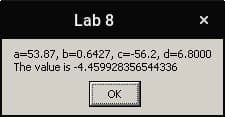 Lab 8
×
a=53.87, b=0.6427, c=-56.2, d=6.8000
The value is -4.459928356544336
OK